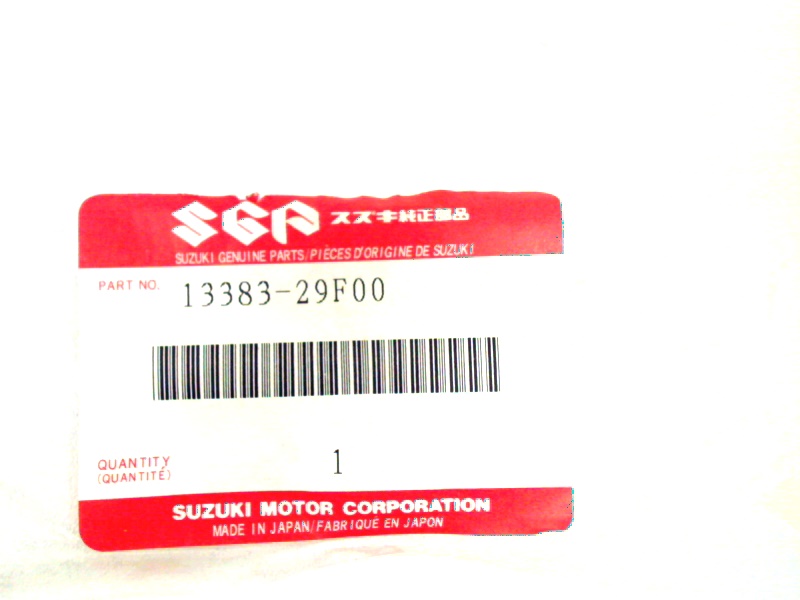 SGP スズキ純正部品
SUZUKI GENUINE PARTS/PIÈCES D'ORIGINE DE SUZUKI
PART NO. 13383-29F00
QUANTITY 1
(QUANTITÉ)
SUZUKI MOTOR CORPORATION
MADE IN JAPAN/FABRIQUÉ EN JAPON